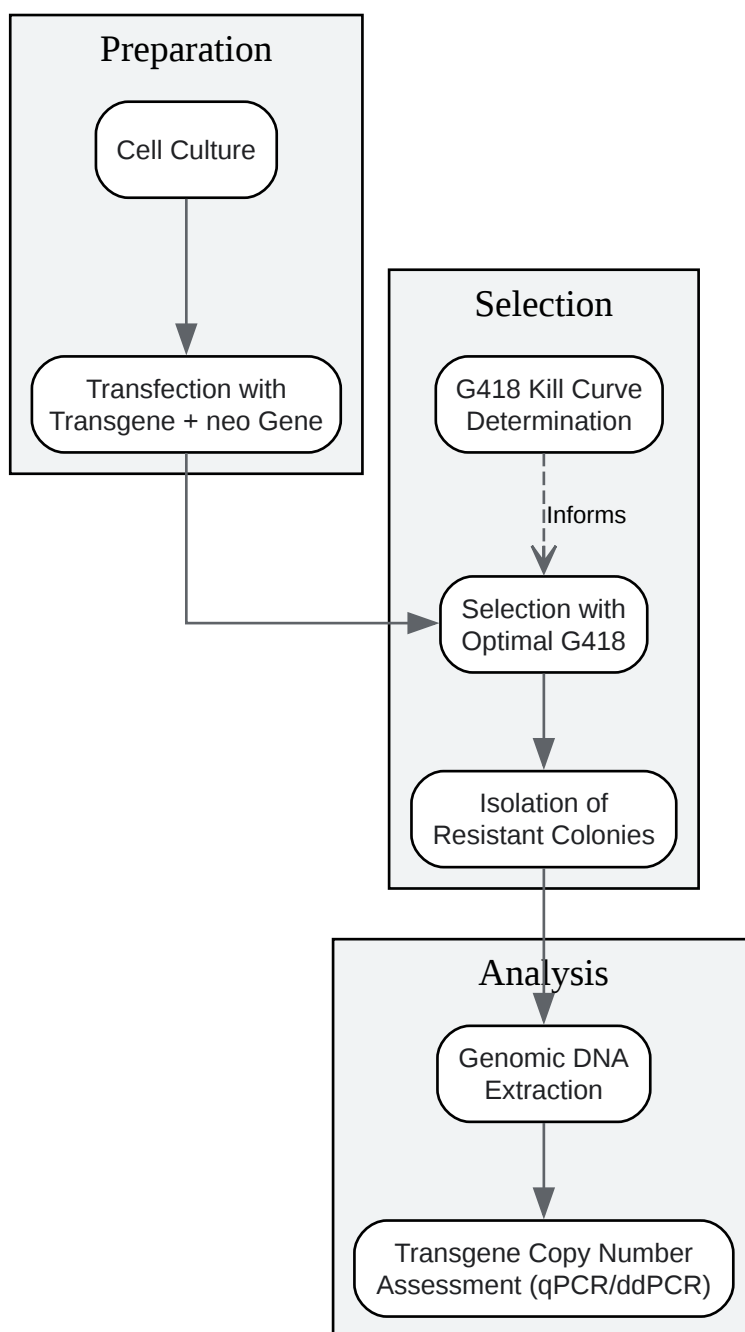 Preparation
Cell Culture
Transfection with
Transgene + neo Gene
Selection
G418 Kill Curve
Determination
Informs
Selection with
Optimal G418
Isolation of
Resistant Colonies
Analysis
Genomic DNA
Extraction
Transgene Copy Number
Assessment (qPCR/ddPCR)